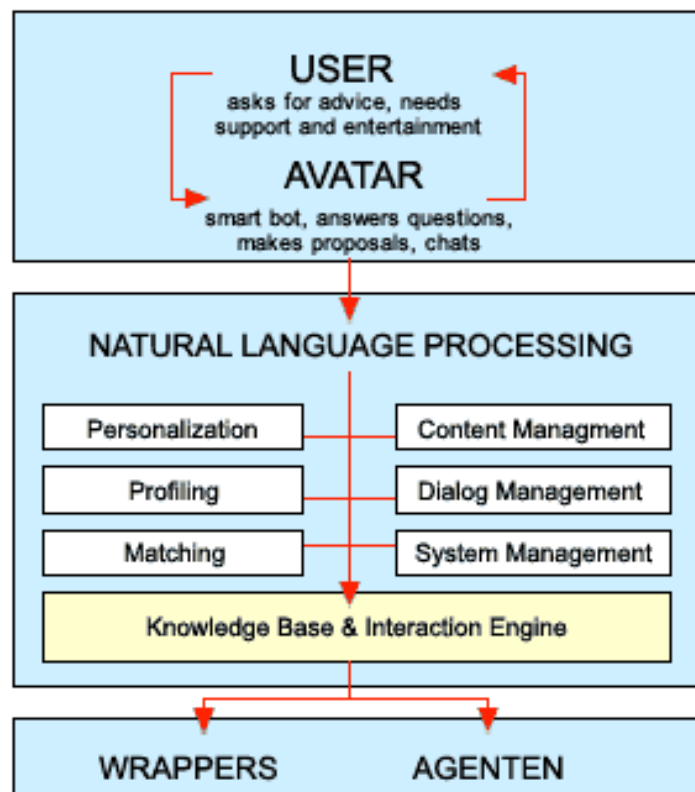 USER
asks for advice, needs
support and entertainment
AVATAR
smart bot, answers questions,
makes proposals, chats
NATURAL LANGUAGE PROCESSING
Personalization
Content Managment
Profiling
Dialog Management
Matching
System Management
Knowledge Base & Interaction Engine
WRAPPERS
AGENTEN